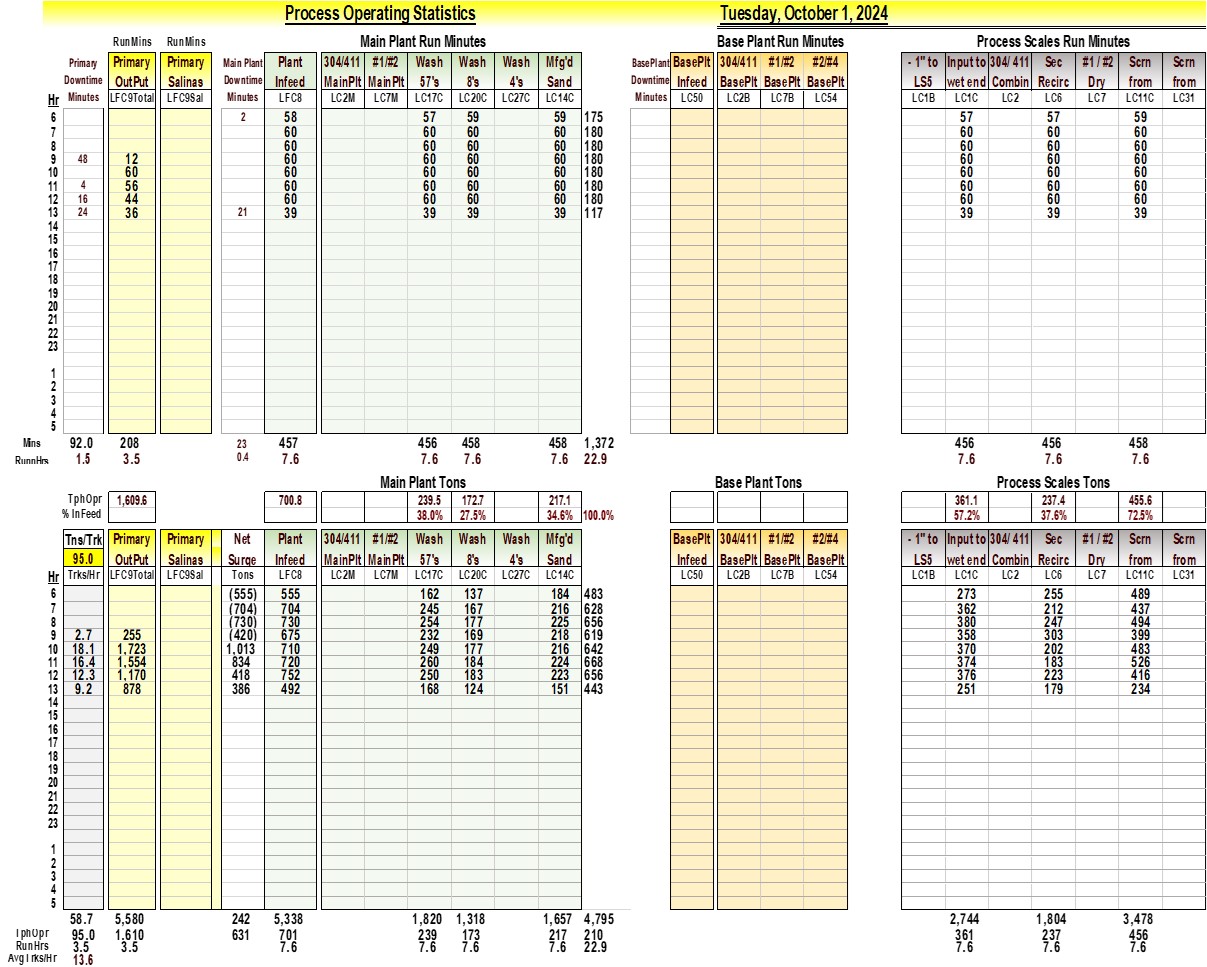 Process Operating Statistics Tuesday, October 1, 2024
RunMins RunMins Main Plant Run Minutes Base Plant Run Minutes Process Scales Run Minutes
Primary Primary Primary Main Plant Plant 304/411 #1/#2 Wash Wash Wash Mfg'd BasePlant BasePlt 304/411 #1/#2 #2/#4 - 1" to Input to 304/ 411 Sec #1 / #2 Scrn Scrn
Downtime OutPut Salinas Downtime Infeed MainPlt MainPlt 57's 8's 4's Sand Downtime Infeed BasePlt BasePlt BasePlt LS5 wet end Combin Recirc Dry from from
Hr Minutes LFC9Total LFC9Sal Minutes LFC8 LC2M LC7M LC17C LC20C LC27C LC14C Minutes LC50 LC2B LC7B LC54 LC1B LC1C LC2 LC6 LC7 LC11C LC31
6 2 58 57 59 59 175 57 57 59
7 60 60 60 60 180 60 60 60
8 60 60 60 60 180 60 60 60
9 48 12 60 60 60 60 180 60 60 60
10 60 60 60 60 60 180 60 60 60
11 4 56 60 60 60 60 180 60 60 60
12 16 44 60 60 60 60 180 60 60 60
13 24 36 21 39 39 39 39 117 39 39 39
14
15
16
17
18
19
20
21
22
23
1
2
3
4
5
Mins 92.0 208 23 457 456 458 458 1,372 456 456 458
RunnHrs 1.5 3.5 0.4 7.6 7.6 7.6 7.6 22.9 7.6 7.6 7.6
Main Plant Tons Base Plant Tons Process Scales Tons
TphOpr 1,609.6 700.8 239.5 172.7 217.1 361.1 237.4 455.6
% InFeed 38.0% 27.5% 34.6% 100.0% 57.2% 37.6% 72.5%
Tns/Trk Primary Primary Net Plant 304/411 #1/#2 Wash Wash Wash Mfg'd BasePlt 304/411 #1/#2 #2/#4 - 1" to Input to 304/ 411 Sec #1 / #2 Scrn Scrn
95.0 OutPut Salinas Surge Infeed MainPlt MainPlt 57's 8's 4's Sand Infeed BasePlt BasePlt BasePlt LS5 wet end Combin Recirc Dry from from
Hr Trks/Hr LFC9Total LFC9Sal Tons LFC8 LC2M LC7M LC17C LC20C LC27C LC14C LC50 LC2B LC7B LC54 LC1B LC1C LC2 LC6 LC7 LC11C LC31
6 (555) 555 162 137 184 483 273 255 489
7 (704) 704 245 167 216 628 362 212 437
8 (730) 730 254 177 225 656 380 247 494
9 2.7 255 (420) 675 232 169 218 619 358 303 399
10 18.1 1,723 1,013 710 249 177 216 642 370 202 483
11 16.4 1,554 834 720 260 184 224 668 374 183 526
12 12.3 1,170 418 752 250 183 223 656 376 223 416
13 9.2 878 386 492 168 124 151 443 251 179 234
14
15
16
17
18
19
20
21
22
23
1
2
3
4
5
58.7 5,580 242 5,338 1,820 1,318 1,657 4,795 2,744 1,804 3,478
TphOpr 95.0 1,610 631 701 239 173 217 210 361 237 456
RunHrs 3.5 3.5 7.6 7.6 7.6 7.6 22.9 7.6 7.6 7.6
AvgTrks/Hr 13.6